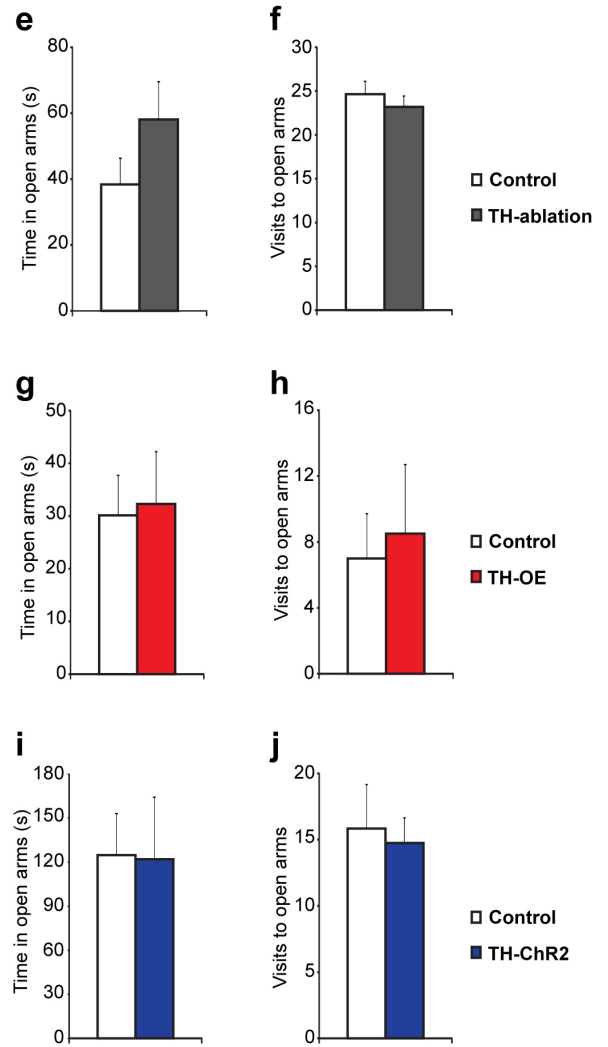 e
Time in open arms (s)
80
60
40
20
0
f
Visits to open arms
30
25
20
15
10
5
0
Control
TH-ablation
g
Time in open arms (s)
50
40
30
20
10
0
h
Visits to open arms
16
12
8
4
0
Control
TH-OE
i
Time in open arms (s)
180
150
120
90
60
30
0
j
Visits to open arms
20
15
10
5
0
Control
TH-ChR2